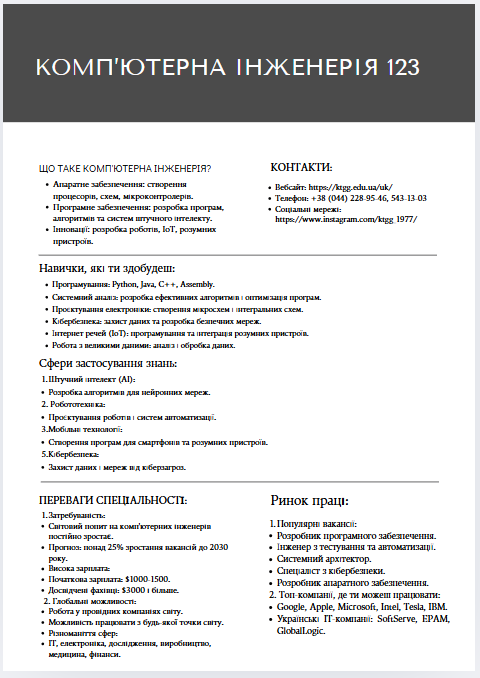 КОМП'ЮТЕРНА ІНЖЕНЕРІЯ 123
ЩО ТАКЕ КОМП'ЮТЕРНА ІНЖЕНЕРІЯ?
• Апаратне забезпечення: створення
процесорів, схем, мікроконтролерів.
• Програмне забезпечення: розробка програм,
алгоритмів та систем штучного інтелекту.
• Інновації: розробка роботів, IoT, розумних
пристроїв.
КОНТАКТИ:
• Вебсайт: https://ktgg.edu.ua/uk/
• Телефон: +38 (044) 228-95-46, 543-13-03
• Соціальні мережі:
https://www.instagram.com/ktgg_1977/
Навички, які ти здобудеш:
• Програмування: Python, Java, C++, Assembly.
• Системний аналіз: розробка ефективних алгоритмів і оптимізація програм.
• Проєктування електроніки: створення мікросхем і інтегральних схем.
• Кібербезпека: захист даних та розробка безпечних мереж.
• Інтернет речей (IoT): програмування та інтеграція розумних пристроїв.
• Робота з великими даними: аналіз і обробка даних.
Сфери застосування знань:
1.Штучний інтелект (AI):
• Розробка алгоритмів для нейронних мереж.
2. Робототехніка:
• Проєктування роботів і систем автоматизації.
3.Мобільні технології:
• Створення програм для смартфонів та розумних пристроїв.
5.Кібербезпека:
• Захист даних і мереж від кіберзагроз.
ПЕРЕВАГИ СПЕЦІАЛЬНОСТІ:
1.Затребуваність:
• Світовий попит на комп'ютерних інженерів
постійно зростає.
• Прогноз: понад 25% зростання вакансій до 2030
року.
• Висока зарплата:
• Початкова зарплата: $1000-1500.
• Досвідчені фахівці: $3000 і більше.
2. Глобальні можливості:
• Робота у провідних компаніях світу.
• Можливість працювати з будь-якої точки світу.
• Різноманіття сфер:
• IT, електроніка, дослідження, виробництво,
медицина, фінанси.
Ринок праці:
1.Популярні вакансії:
• Розробник програмного забезпечення.
• Інженер з тестування та автоматизації.
• Системний архітектор.
• Спеціаліст з кібербезпеки.
• Розробник апаратного забезпечення.
2. Топ-компанії, де ти можеш працювати:
• Google, Apple, Microsoft, Intel, Tesla, IBM.
• Українські IT-компанії: SoftServe, EPAM,
GlobalLogic.